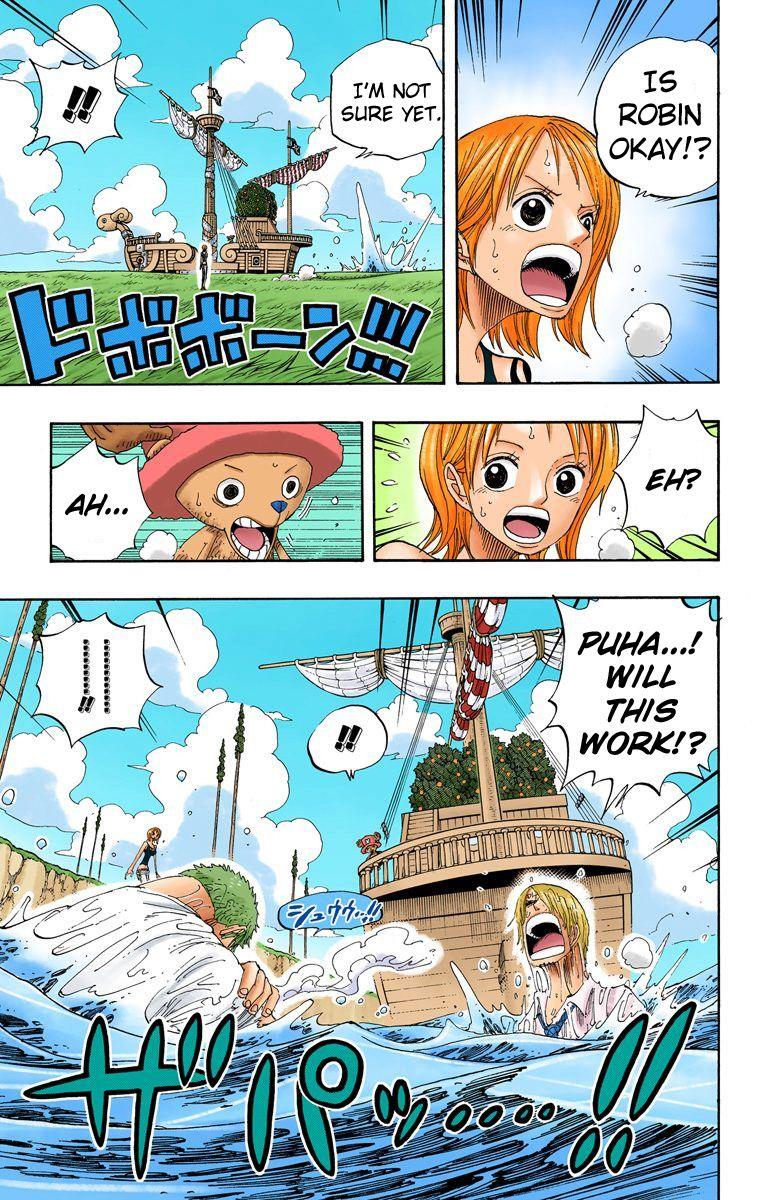 IS
ROBIN
OKAY!?
I'M NOT
SURE YET.
!!
ドボボーン!!!
EH?
AH...
PUHA...!
WILL
THIS
WORK!?
!!
......!!
シュウゥ…!!
ザパッ....!!